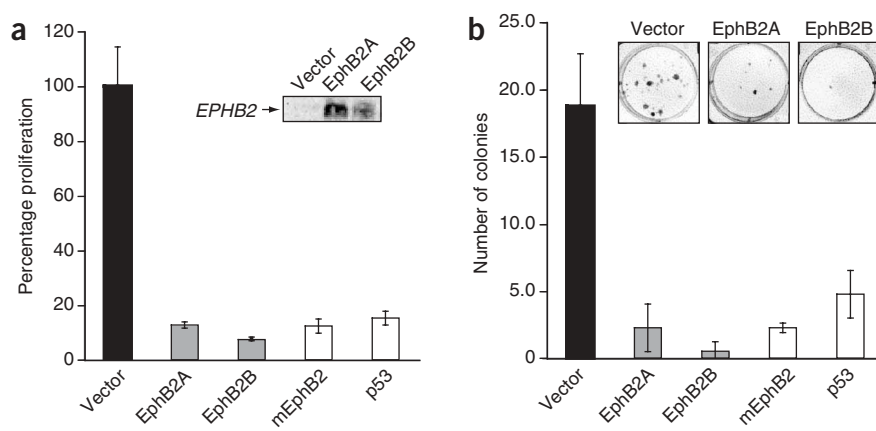 a
120
100
80
60
40
20
0
Percentage proliferation
Vector
EphB2A
EphB2B
EPHB2
Vector
EphB2A
EphB2B
mEphB2
p53
b
25.0
20.0
15.0
10.0
5.0
0
Number of colonies
Vector
EphB2A
EphB2B
Vector
EphB2A
EphB2B
mEphB2
p53